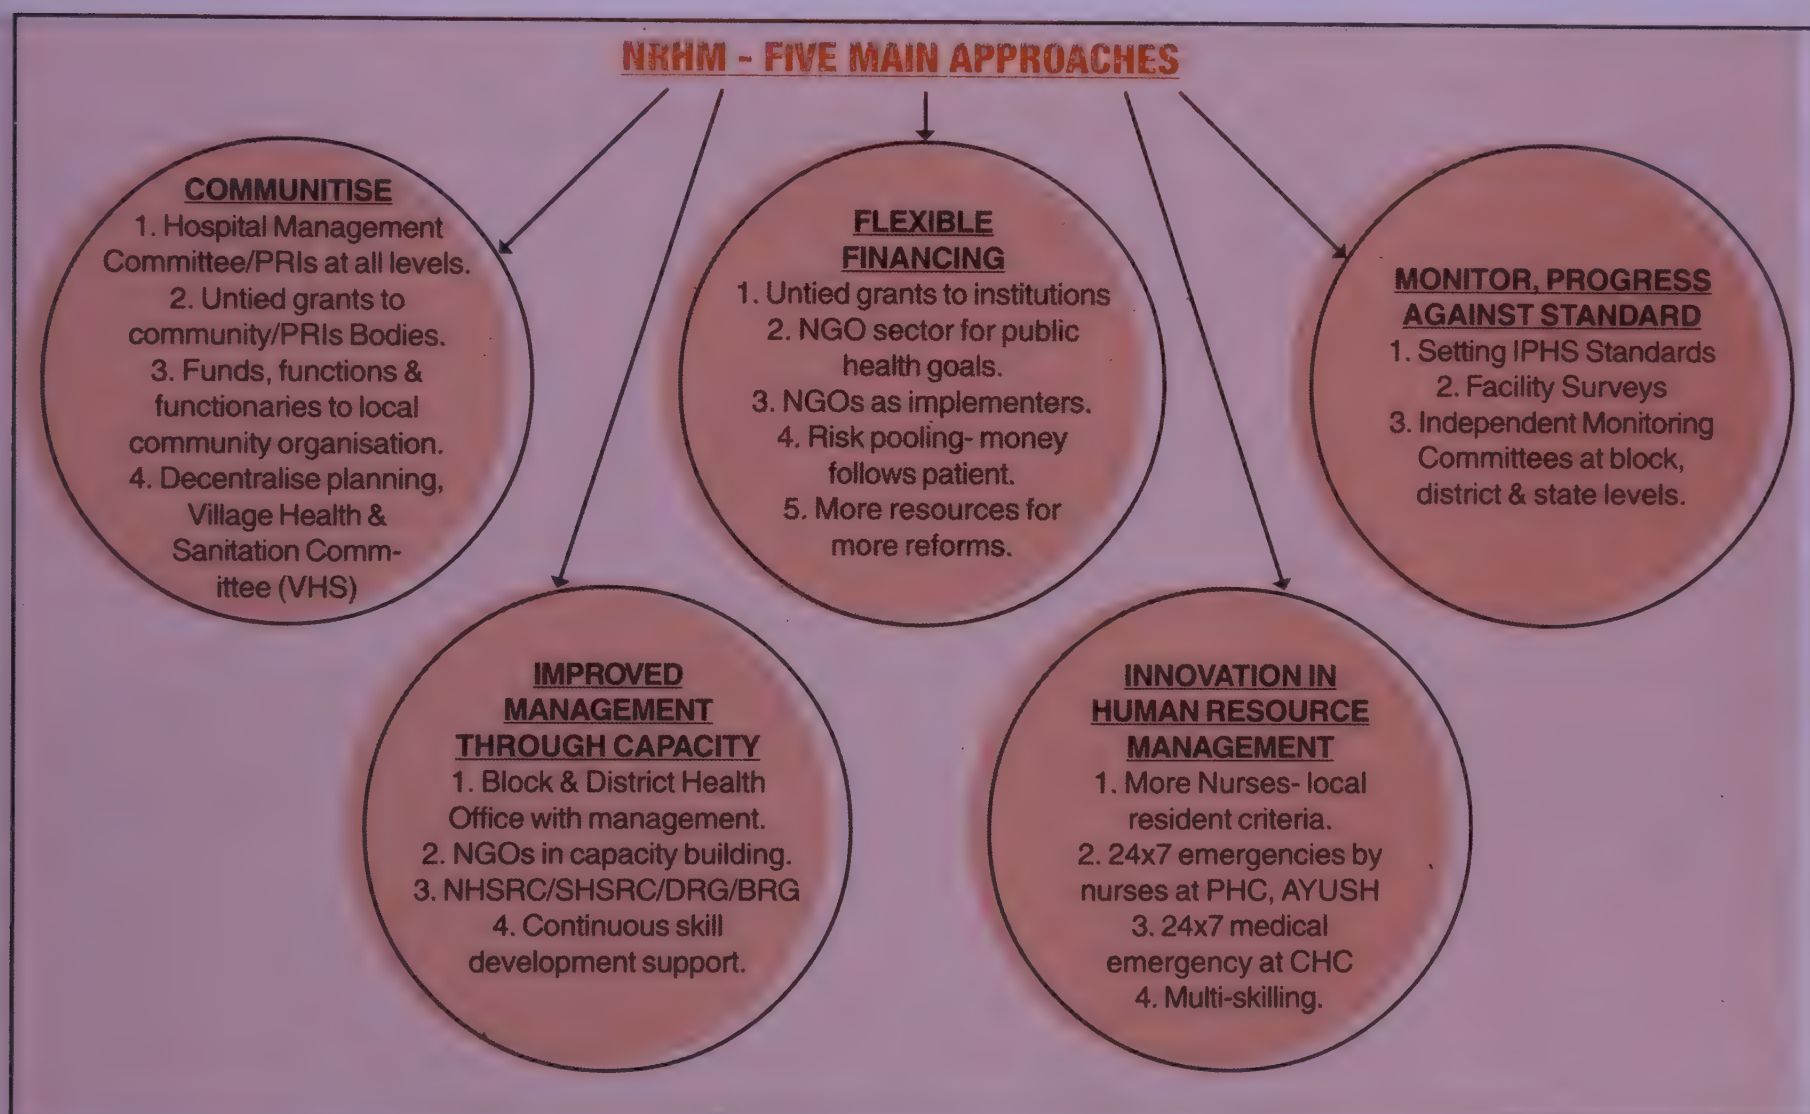 NRHM - FIVE MAIN APPROACHES
COMMUNITISE
1. Hospital Management
Committee/PRIs at all levels.
2. Untied grants to
community/PRIs Bodies.
3. Funds, functions &
functionaries to local
community organisation.
4. Decentralise planning,
Village Health &
Sanitation Comm-
ittee (VHS)
FLEXIBLE
FINANCING
1. Untied grants to institutions
2. NGO sector for public
health goals.
3. NGOs as implementers.
4. Risk pooling- money
follows patient.
5. More resources for
more reforms.
MONITOR, PROGRESS
AGAINST STANDARD
1. Setting IPHS Standards
2. Facility Surveys
3. Independent Monitoring
Committees at block,
district & state levels.
IMPROVED
MANAGEMENT
THROUGH CAPACITY
1. Block & District Health
Office with management.
2. NGOs in capacity building.
3. NHSRC/SHSRC/DRG/BRG
4. Continuous skill
development support.
INNOVATION IN
HUMAN RESOURCE
MANAGEMENT
1. More Nurses- local
resident criteria.
2. 24x7 emergencies by
nurses at PHC, AYUSH
3. 24x7 medical
emergency at CHC
4. Multi-skilling.